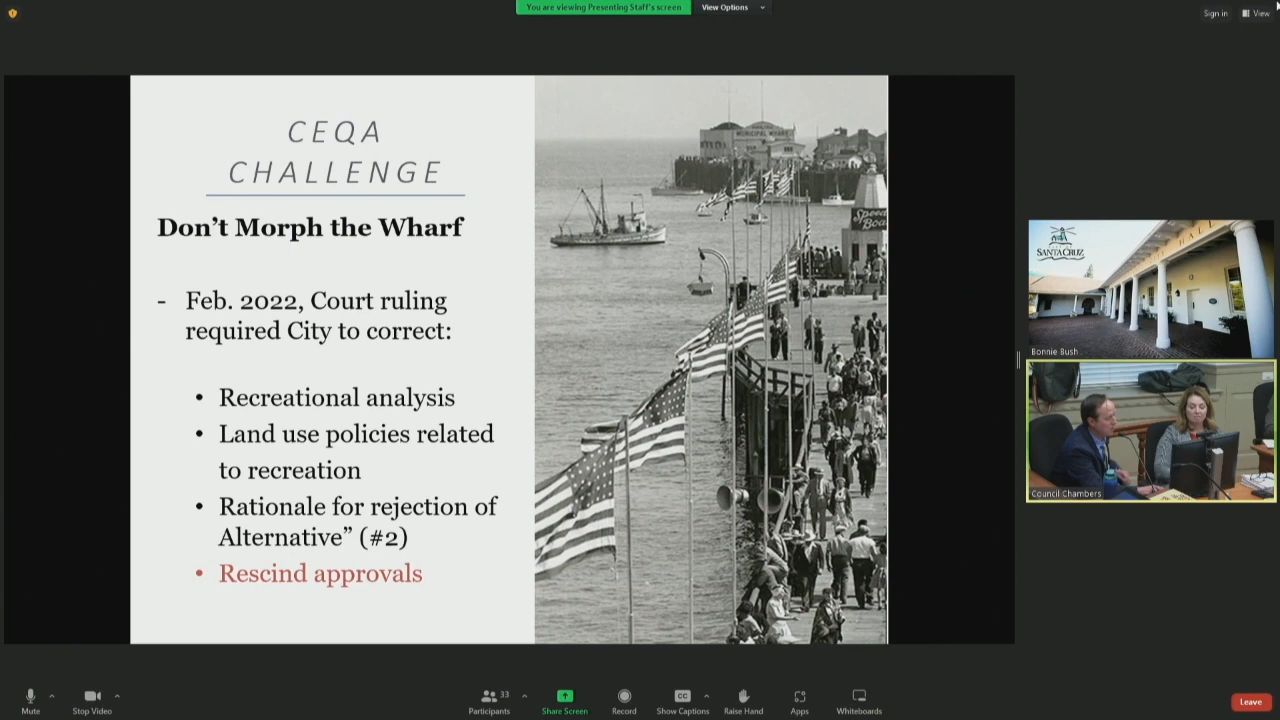 You are viewing Presenting Staff's screen
View Options
Sign in
View
CEQA
CHALLENGE
Don't Morph the Wharf
- Feb. 2022, Court ruling
required City to correct:
• Recreational analysis
• Land use policies related
to recreation
• Rationale for rejection of
Alternative” (#2)
• Rescind approvals
MUNICIPAL WHARF
Speed
Boa
SANTA CRUZ
HALL
Bonnie Bush
Council Chambers
Mute
Stop Video
33
Participants
Share Screen
Record
CC
Show Captions
Raise Hand
Apps
Whiteboards
Leave